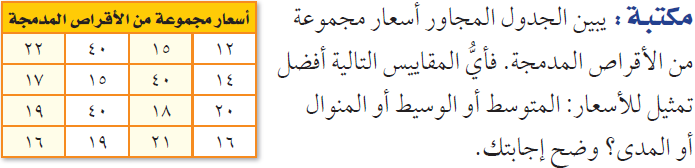 مكتبة : يبين الجدول المجاور أسعار مجموعة
من الأقراص المدمجة. فأيُّ المقاييس التالية أفضل
تمثيل للأسعار: المتوسط أو الوسيط أو المنوال
أو المدى؟ وضح إجابتك.
أسعار مجموعة من الأقراص المدمجة
١٢ ١٥ ٤٠ ٢٢
١٤ ٤٠ ١٥ ١٧
٢٠ ١٨ ٤٠ ١٩
١٦ ٢١ ١٩ ١٦